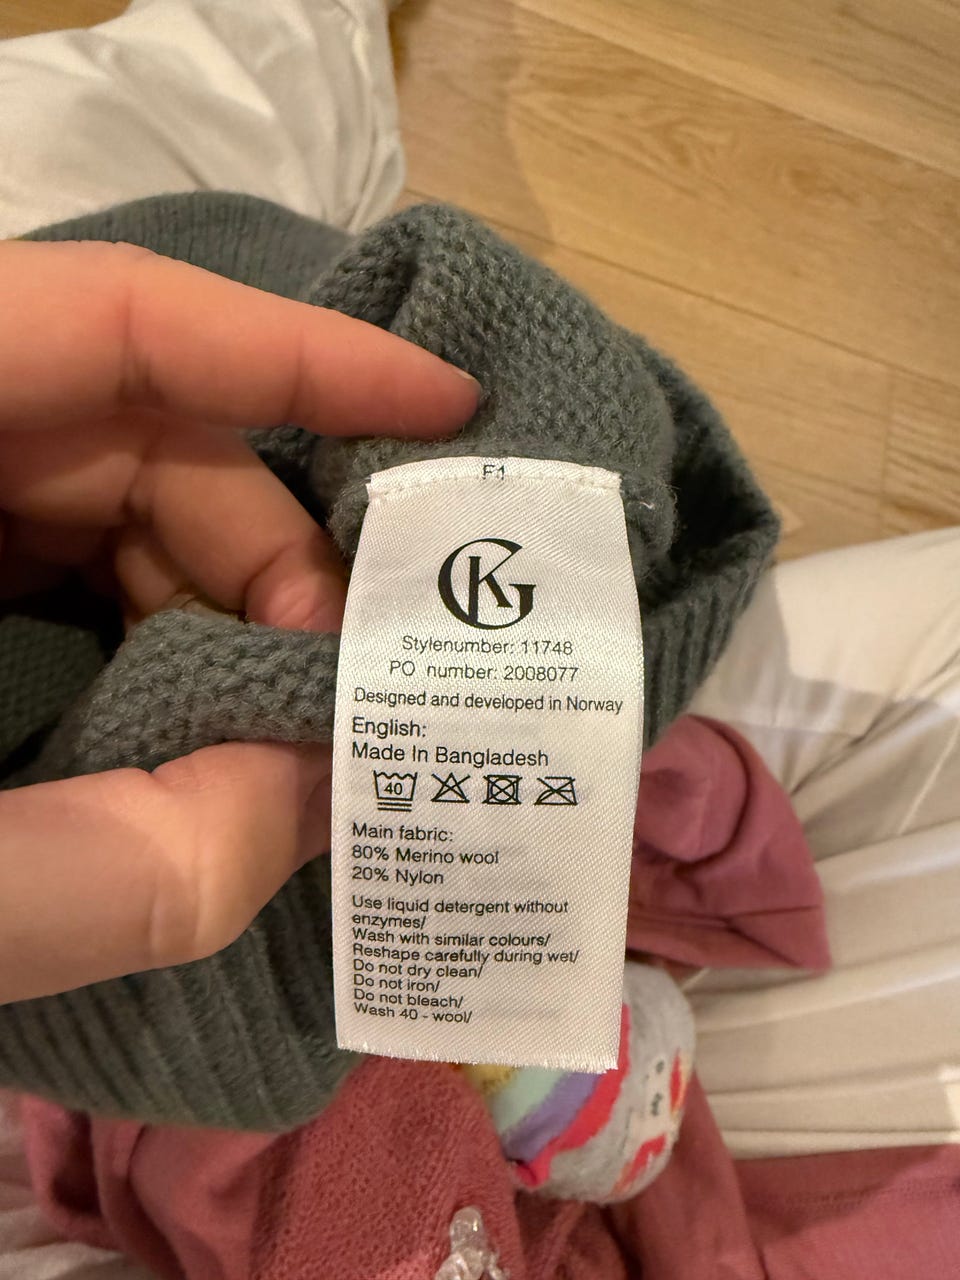 F1
GK
Stylenumber: 11748
PO number: 2008077
Designed and developed in Norway
English:
Made In Bangladesh
40
Main fabric:
80% Merino wool
20% Nylon
Use liquid detergent without
enzymes/
Wash with similar colours/
Reshape carefully during wet/
Do not dry clean/
Do not iron/
Do not bleach/
Wash 40 - wool/